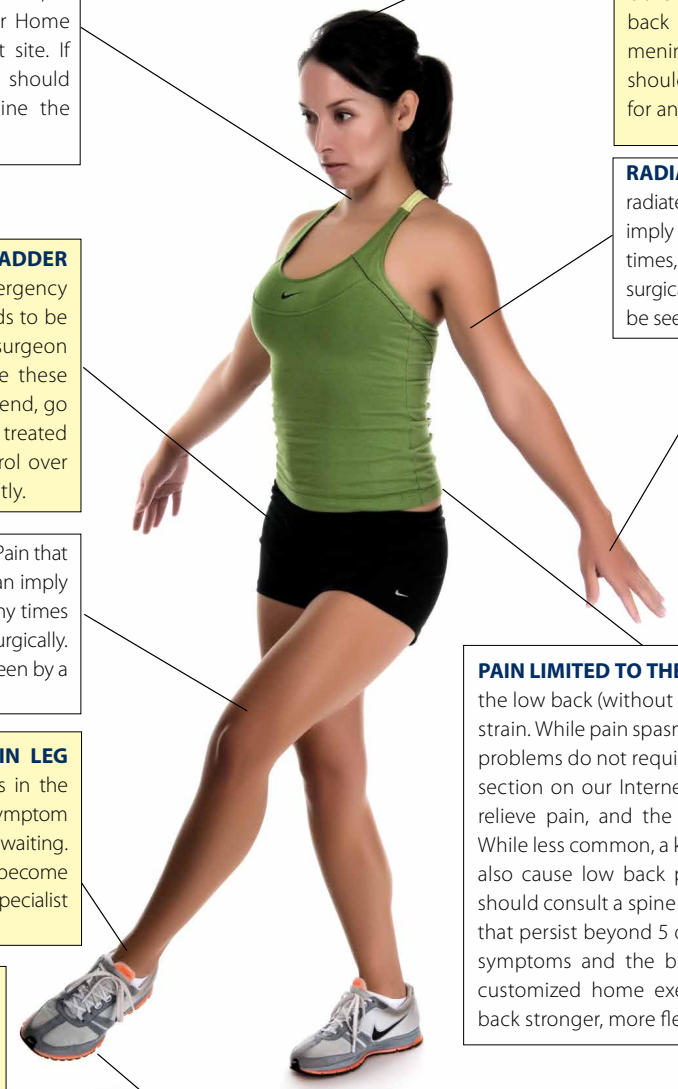 r Home
t site. If
should
ine the
ADDER
ergency
ds to be
surgeon
e these
end, go
treated
rol over
tly.
Pain that
an imply
ny times
urgically.
een by a
IN LEG
s in the
ymptom
waiting.
become
pecialist
back
menin
should
for an
RADIA
radiate
imply
times,
surgica
be see
PAIN LIMITED TO THE
the low back (without
strain. While pain spasn
problems do not requi
section on our Interne
relieve pain, and the
While less common, a k
also cause low back p
should consult a spine
that persist beyond 5 d
symptoms and the b
customized home exe
back stronger, more fle